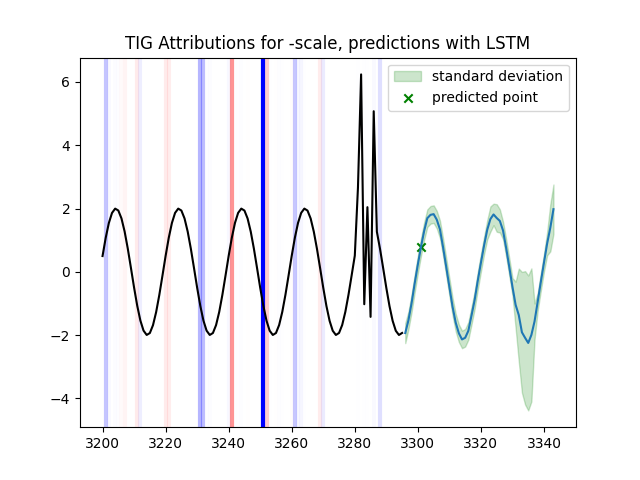 TIG Attributions for -scale, predictions with LSTM
standard deviation
predicted point
6
4
2
0
−2
−4
3200 3220 3240 3260 3280 3300 3320 3340